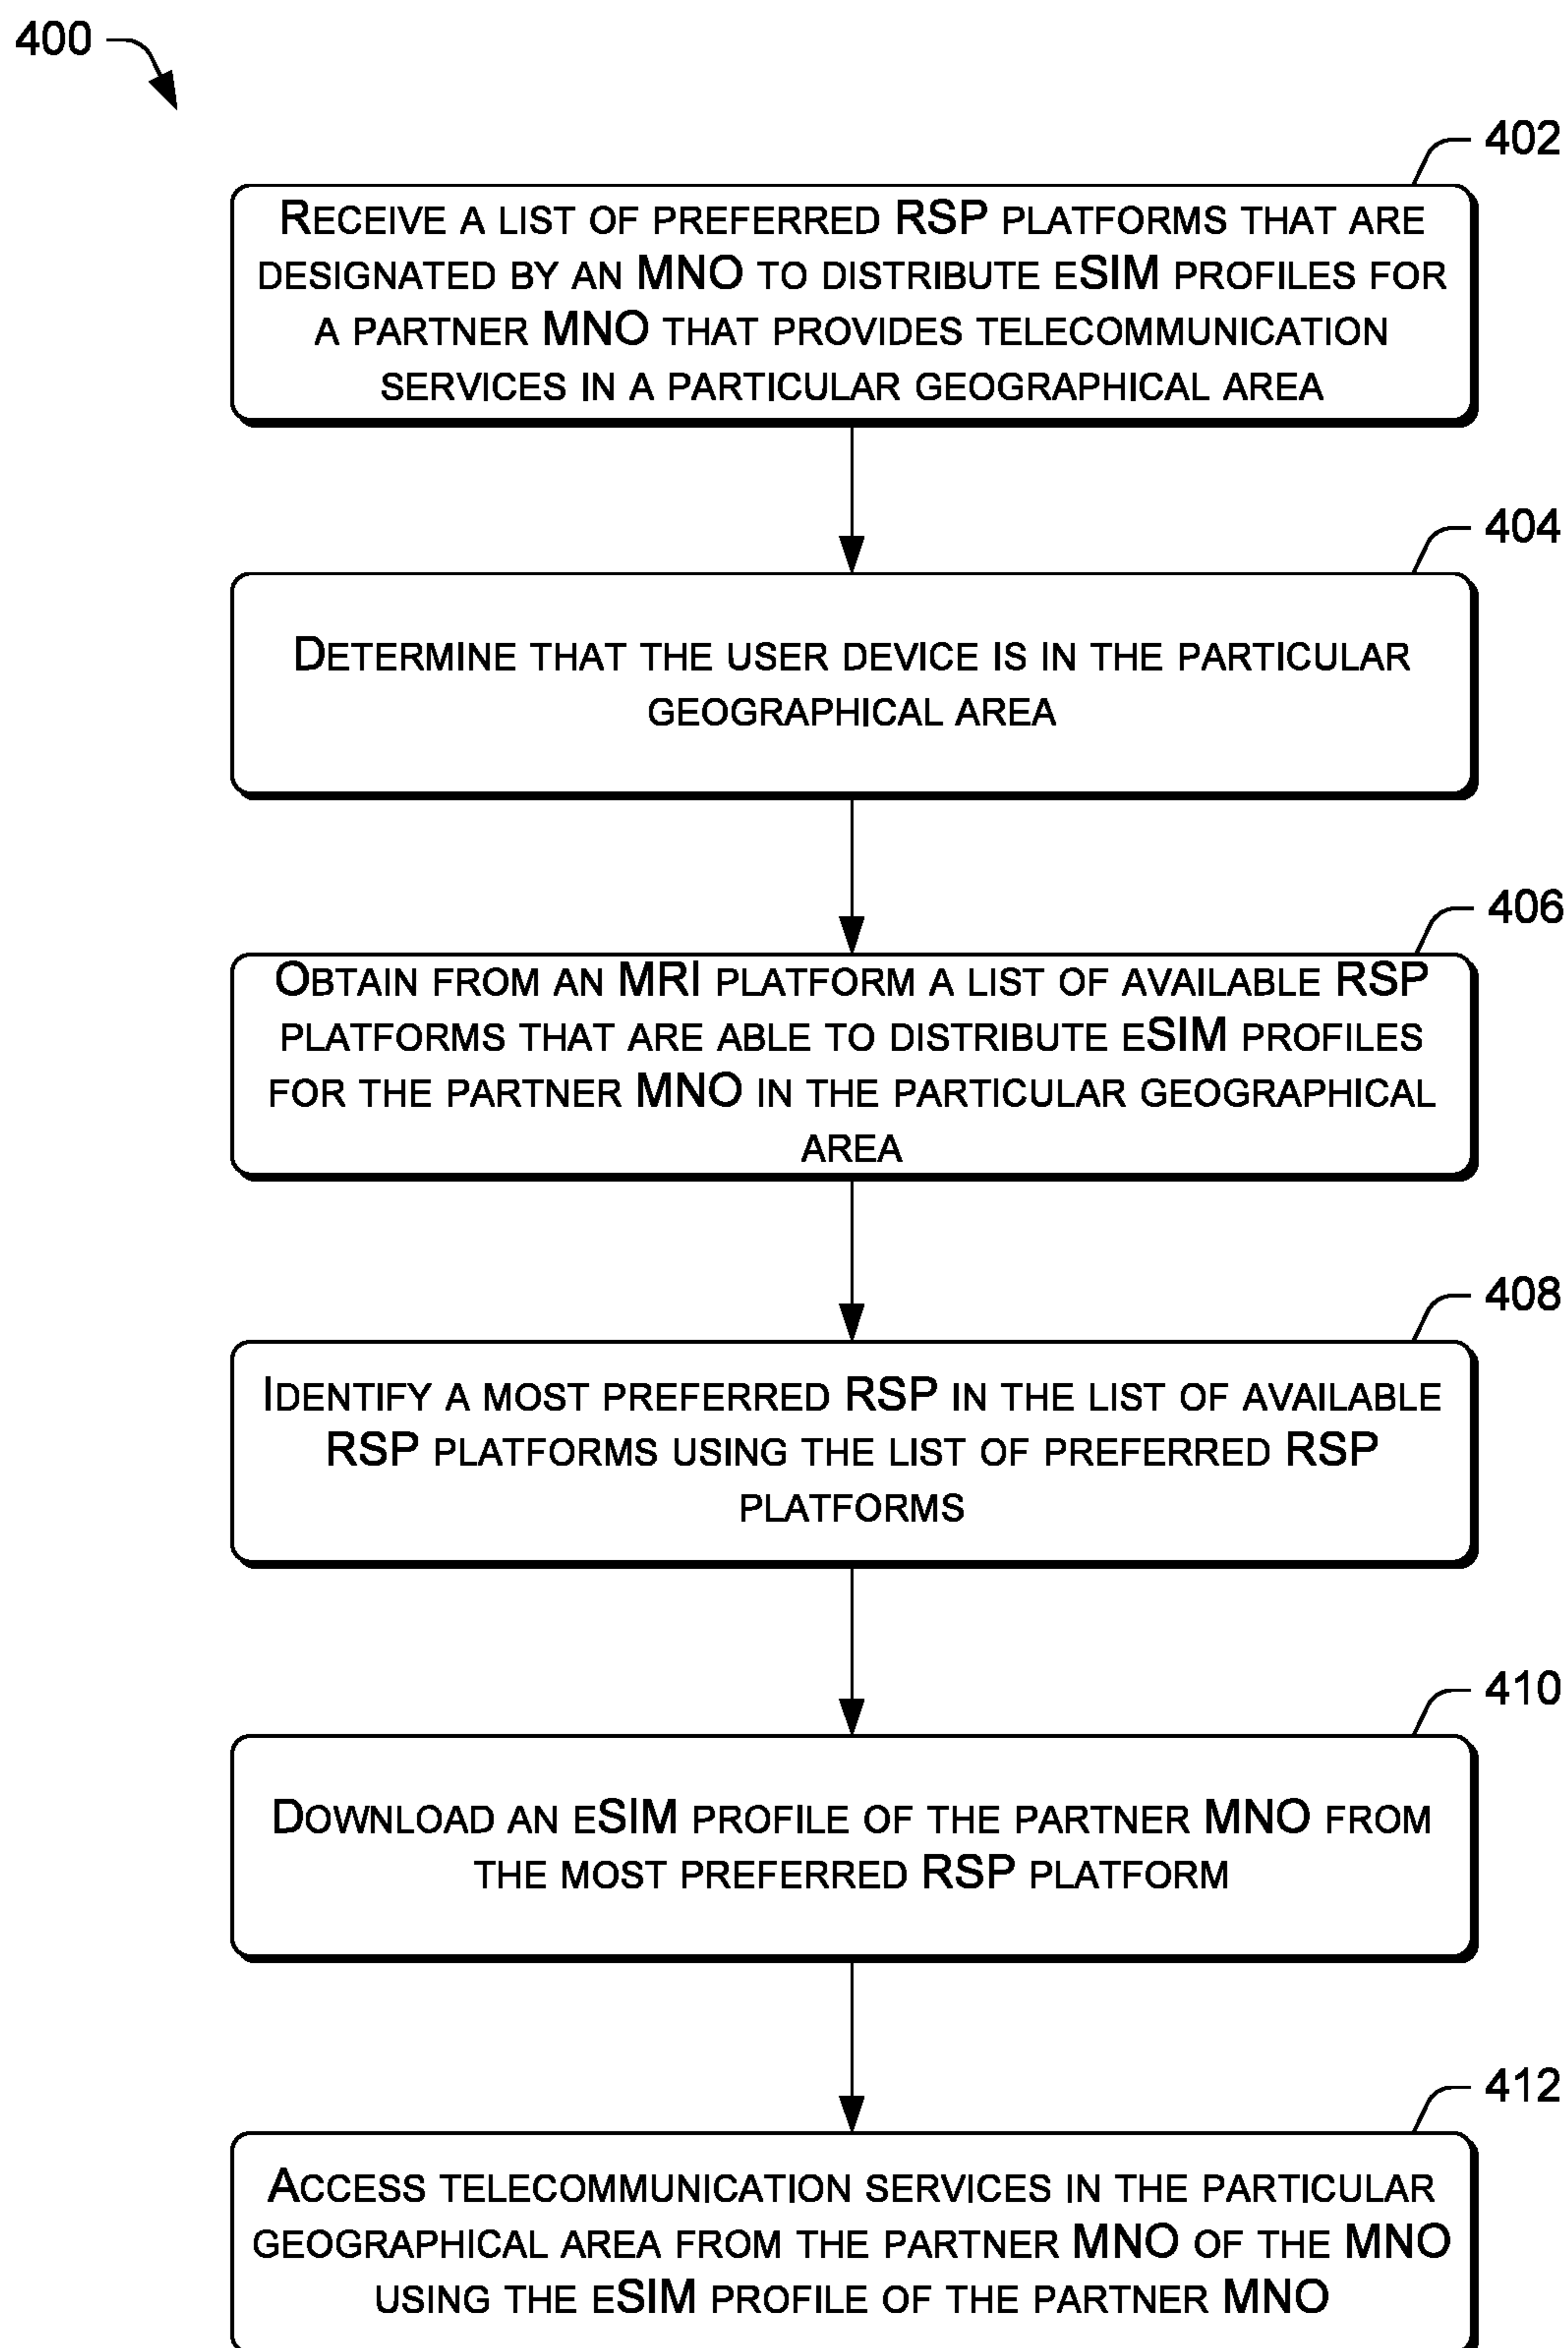 400
402
RECEIVE A LIST OF PREFERRED RSP PLATFORMS THAT ARE
DESIGNATED BY AN MNO TO DISTRIBUTE ESIM PROFILES FOR
A PARTNER MNO THAT PROVIDES TELECOMMUNICATION
SERVICES IN A PARTICULAR GEOGRAPHICAL AREA
404
DETERMINE THAT THE USER DEVICE IS IN THE PARTICULAR
GEOGRAPHICAL AREA
406
OBTAIN FROM AN MRI PLATFORM A LIST OF AVAILABLE RSP
PLATFORMS THAT ARE ABLE TO DISTRIBUTE ESIM PROFILES
FOR THE PARTNER MNO IN THE PARTICULAR GEOGRAPHICAL
AREA
408
IDENTIFY A MOST PREFERRED RSP IN THE LIST OF AVAILABLE
RSP PLATFORMS USING THE LIST OF PREFERRED RSP
PLATFORMS
410
DOWNLOAD AN ESIM PROFILE OF THE PARTNER MNO FROM
THE MOST PREFERRED RSP PLATFORM
412
ACCESS TELECOMMUNICATION SERVICES IN THE PARTICULAR
GEOGRAPHICAL AREA FROM THE PARTNER MNO OF THE MNO
USING THE ESIM PROFILE OF THE PARTNER MNO